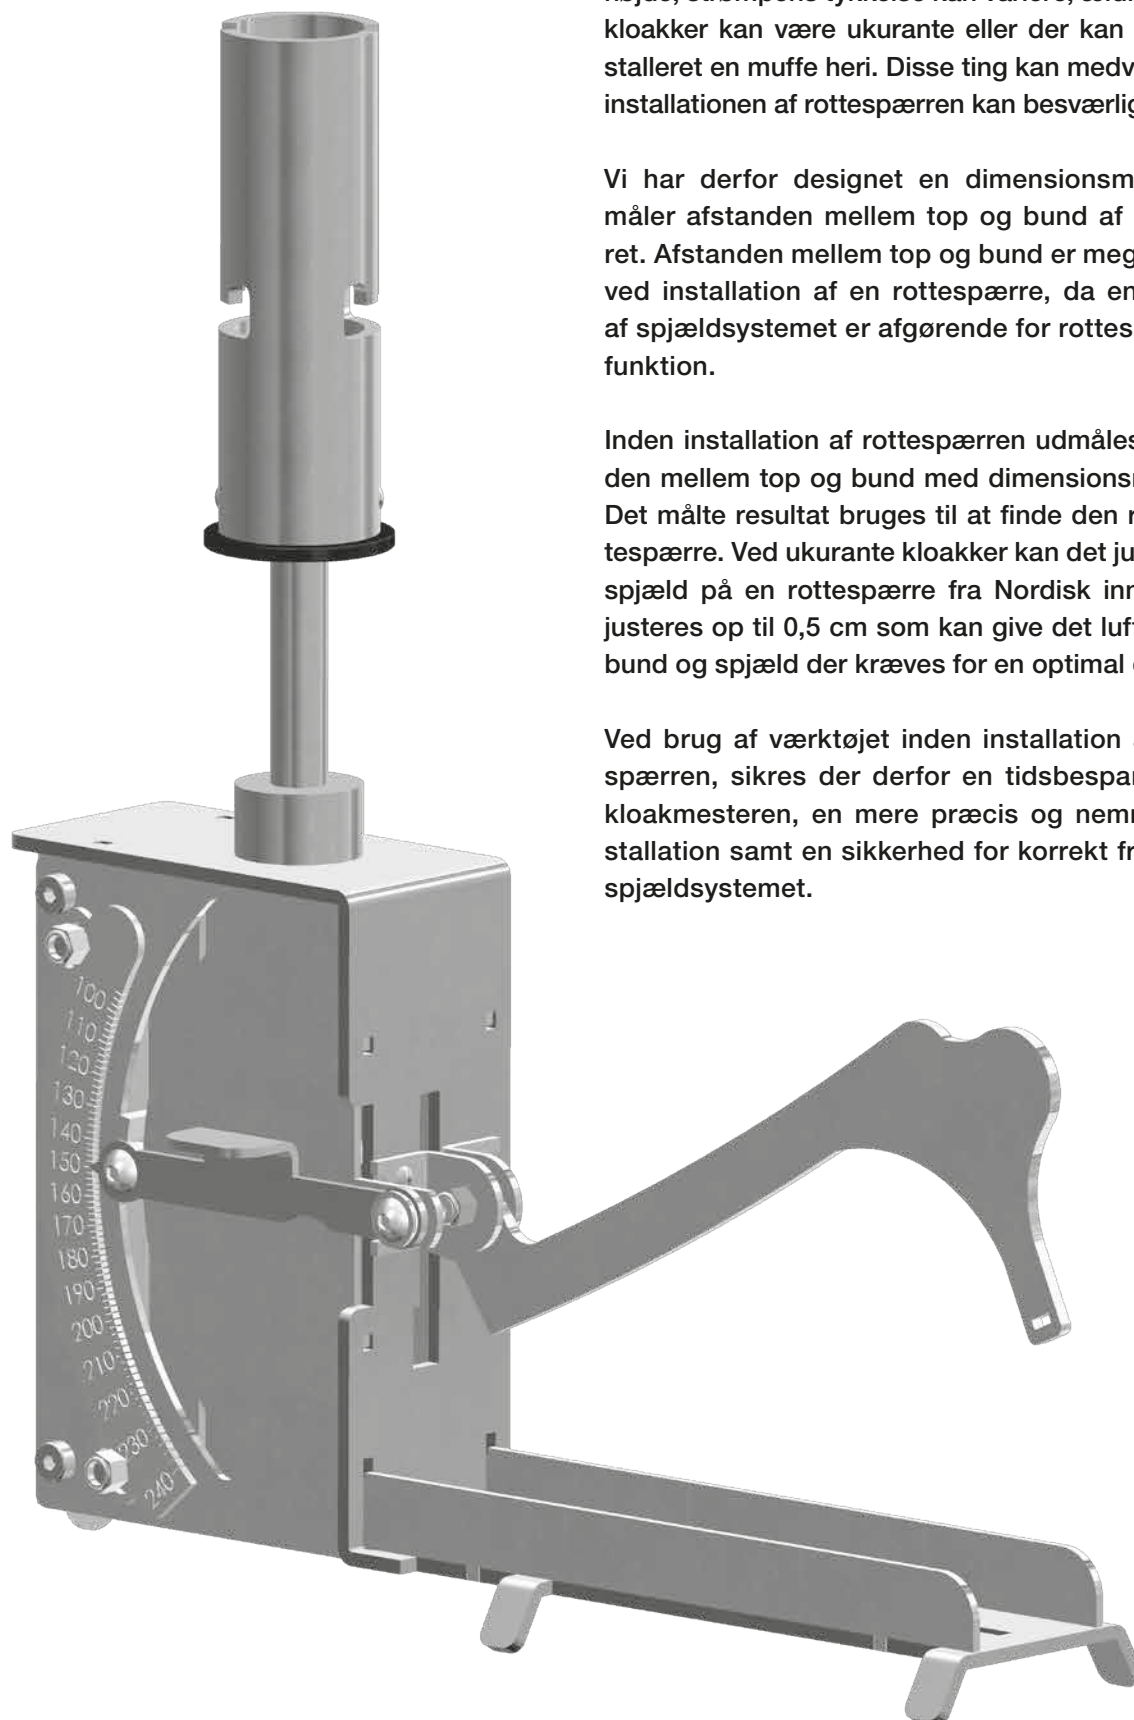 kloakker kan være ukurante eller der kan
stalleret en muffe heri. Disse ting kan medv
installationen af rottespærren kan besværlig
Vi har derfor designet en dimensionsm
måler afstanden mellem top og bund af
ret. Afstanden mellem top og bund er meg
ved installation af en rottespærre, da en
af spjældsystemet er afgørende for rottes
funktion.
Inden installation af rottespærren udmåles
den mellem top og bund med dimensions
Det målte resultat bruges til at finde den
tespærre. Ved ukurante kloakker kan det ju
spjæld på en rottespærre fra Nordisk inn
justeres op til 0,5 cm som kan give det luft
bund og spjæld der kræves for en optimal
Ved brug af værktøjet inden installation
spærren, sikres der derfor en tidsbespar
kloakmesteren, en mere præcis og nem
stallation samt en sikkerhed for korrekt fr
spjældsystemet.
100
110
120
130
140
150
160
170
180
190
200
210
220
230
240